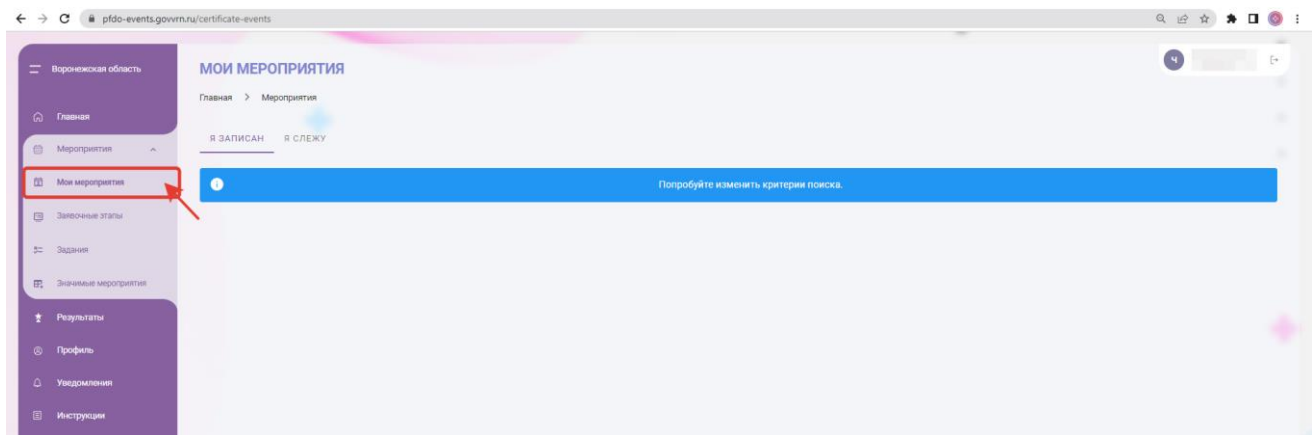 pfdo-events.govvrn.ru/certificate-events
Воронежская область
Главная
Мероприятия
Мои мероприятия
Заявочные этапы
Задания
Значимые мероприятия
Результаты
Профиль
Уведомления
Инструкции
МОИ МЕРОПРИЯТИЯ
Главная > Мероприятия
Я ЗАПИСАН Я СЛЕЖУ
Попробуйте изменить критерии поиска.
Ч